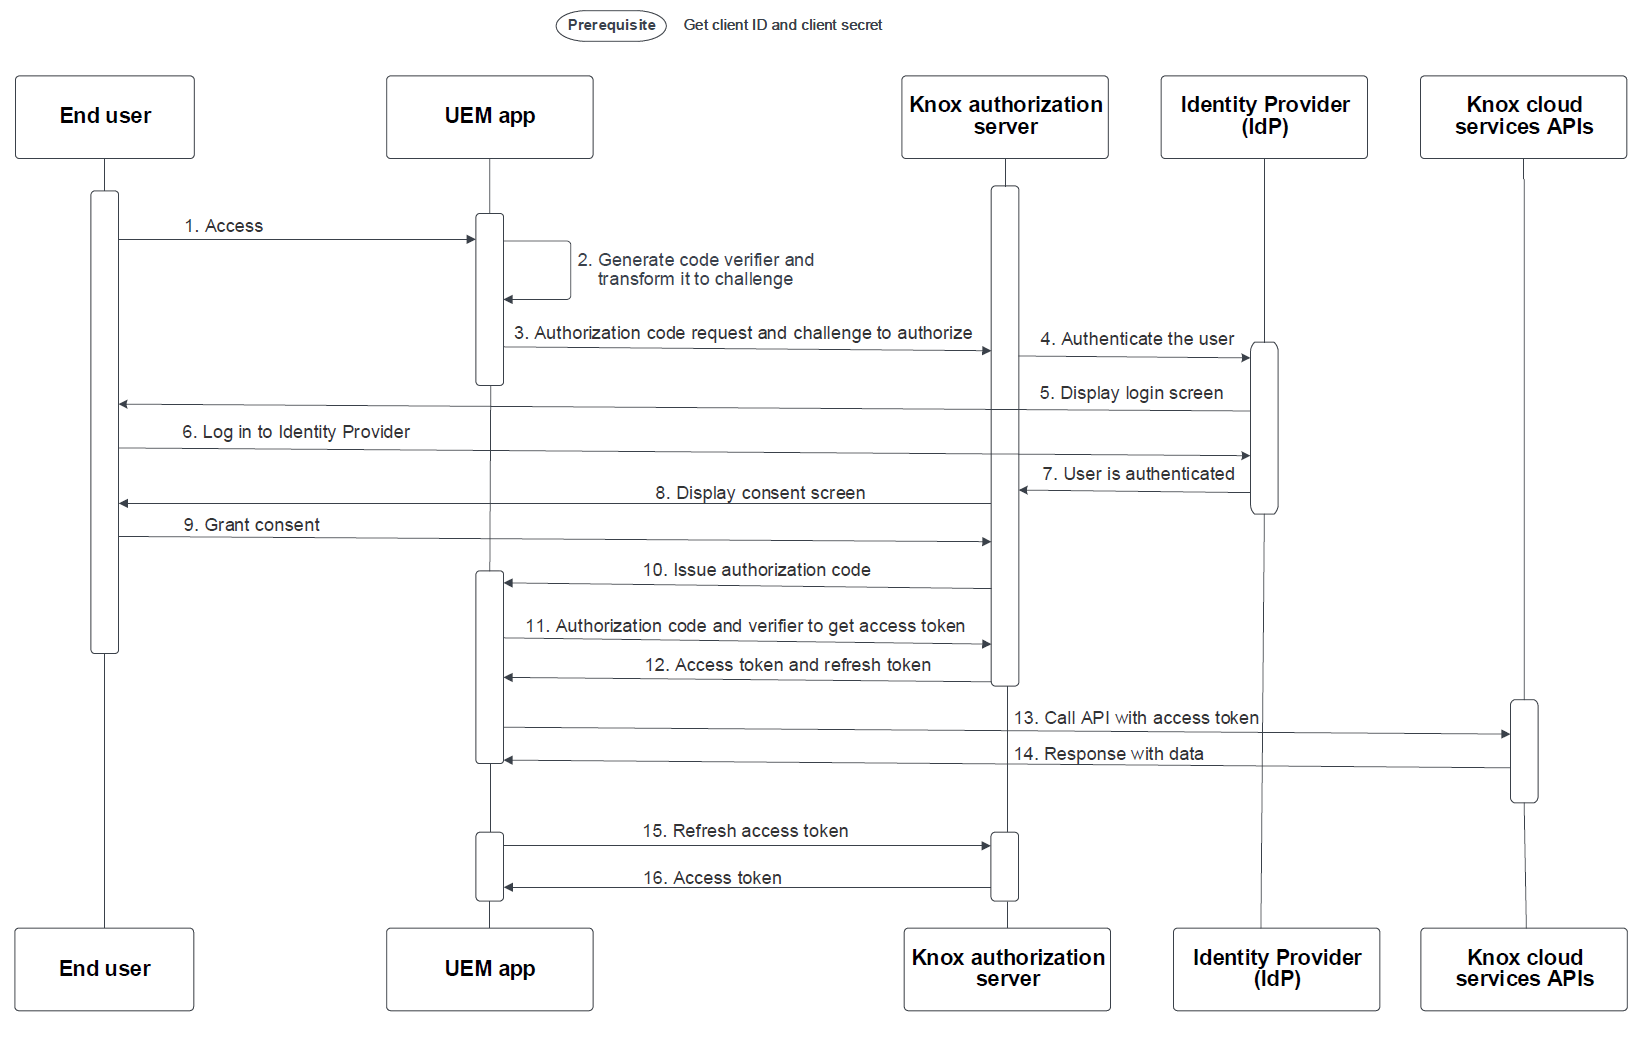 Prerequisite Get client ID and client secret
End user
UEM app
Knox authorization
server
Identity Provider
(IdP)
Knox cloud
services APIs
1. Access
2. Generate code verifier and
transform it to challenge
3. Authorization code request and challenge to authorize
4. Authenticate the user
5. Display login screen
6. Log in to Identity Provider
7. User is authenticated
8. Display consent screen
9. Grant consent
10. Issue authorization code
11. Authorization code and verifier to get access token
12. Access token and refresh token
13. Call API with access token
14. Response with data
15. Refresh access token
16. Access token
End user
UEM app
Knox authorization
server
Identity Provider
(IdP)
Knox cloud
services APIs